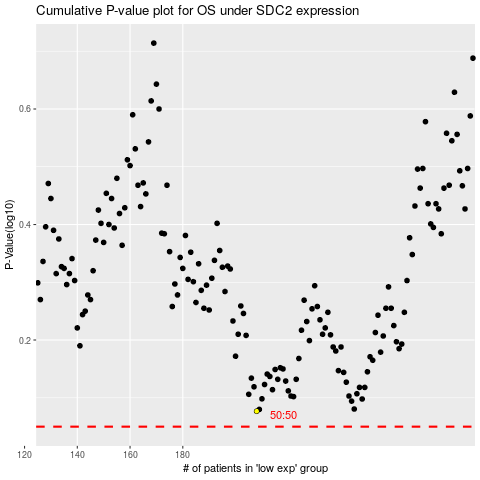 Cumulative P-value plot for OS under SDC2 expression
P-Value(log10)
0.6
0.4
0.2
50:50
120 140 160 180
# of patients in 'low exp' group